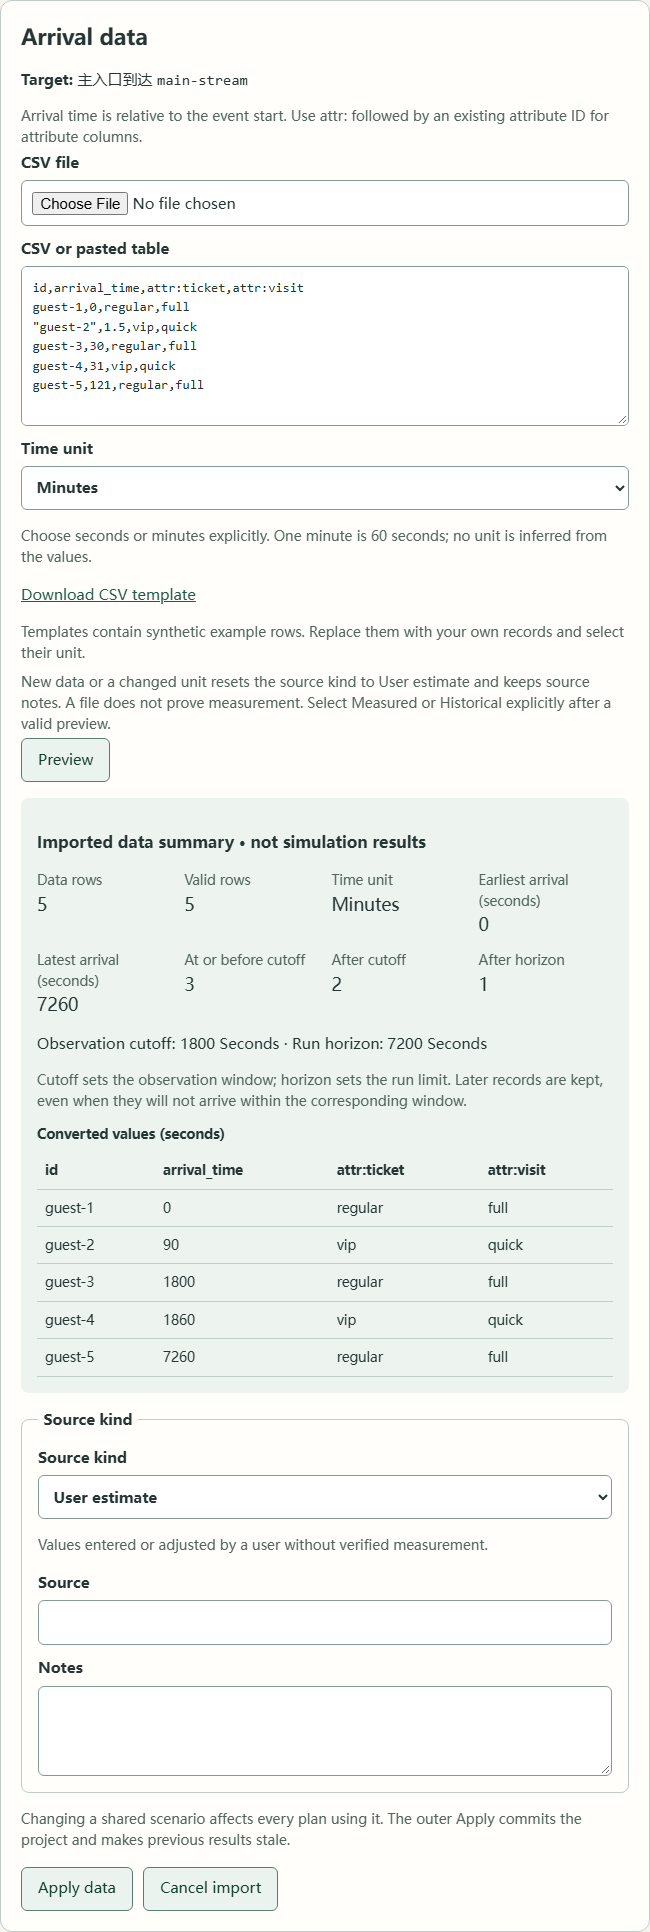 Arrival data
Target: 主入口到达 main-stream
Arrival time is relative to the event start. Use attr: followed by an existing attribute ID for
attribute columns.
CSV file
Choose File No file chosen
CSV or pasted table
id,arrival_time,attr:ticket,attr:visit
guest-1,0,regular,full
"guest-2",1.5,vip,quick
guest-3,30,regular,full
guest-4,31,vip,quick
guest-5,121,regular,full
Time unit
Minutes
Choose seconds or minutes explicitly. One minute is 60 seconds; no unit is inferred from
the values.
Download CSV template
Templates contain synthetic example rows. Replace them with your own records and select
their unit.
New data or a changed unit resets the source kind to User estimate and keeps source
notes. A file does not prove measurement. Select Measured or Historical explicitly after a
valid preview.
Preview
Imported data summary • not simulation results
Data rows Valid rows Time unit Earliest arrival
(seconds)
5 5 Minutes 0
Latest arrival At or before cutoff After cutoff After horizon
(seconds)
7260 3 2 1
Observation cutoff: 1800 Seconds · Run horizon: 7200 Seconds
Cutoff sets the observation window; horizon sets the run limit. Later records are kept,
even when they will not arrive within the corresponding window.
Converted values (seconds)
id arrival_time attr:ticket attr:visit
guest-1 0 regular full
guest-2 90 vip quick
guest-3 1800 regular full
guest-4 1860 vip quick
guest-5 7260 regular full
Source kind
Source kind
User estimate
Values entered or adjusted by a user without verified measurement.
Source
Notes
Changing a shared scenario affects every plan using it. The outer Apply commits the
project and makes previous results stale.
Apply data Cancel import